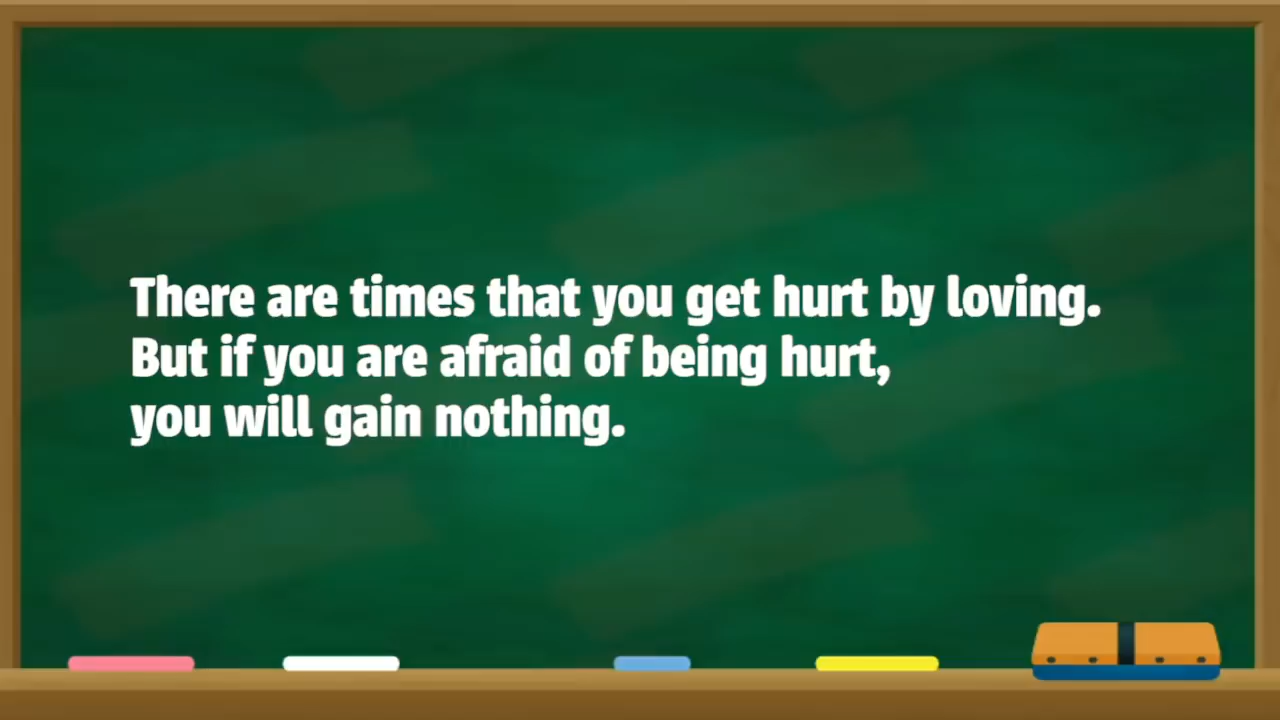 There are times that you get hurt by loving.
But if you are afraid of being hurt,
you will gain nothing.